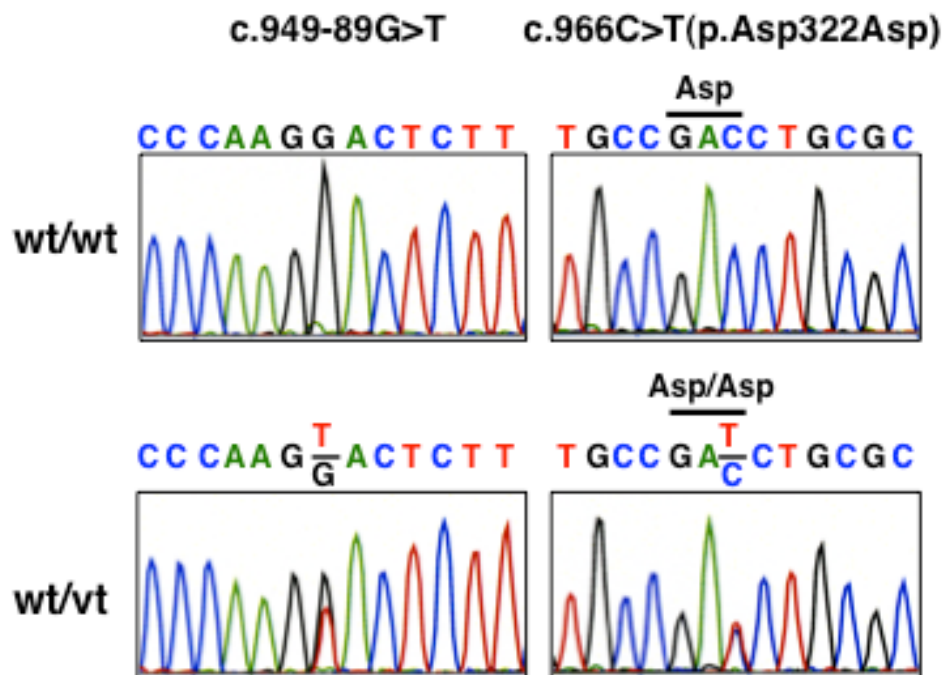 c.949-89G>T c.966C>T(p.Asp322Asp)
Asp
CCCAAGGACTCTT TGCCGACCTGCGC
wt/wt
Asp/Asp
T T
CCCAAG ACTCTT TGCCGA CTGCGC
G C
wt/vt